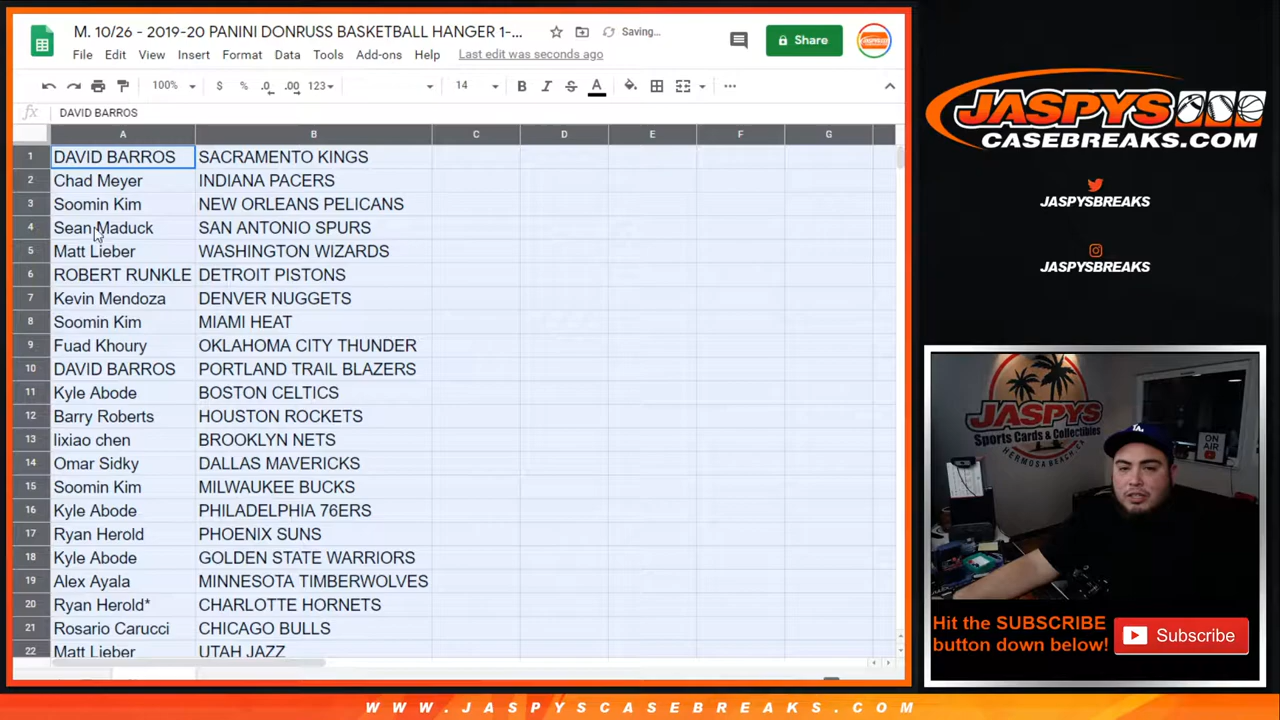 M. 10/26 - 2019-20 PANINI DONRUSS BASKETBALL HANGER 1-...
Saving...
Share
File Edit View Insert Format Data Tools Add-ons Help Last edit was seconds ago
100% $ % .0 .00 123 14 B I S A
fx DAVID BARROS
A B C D E F G
1 DAVID BARROS SACRAMENTO KINGS
2 Chad Meyer INDIANA PACERS
3 Soomin Kim NEW ORLEANS PELICANS
4 Sean Maduck SAN ANTONIO SPURS
5 Matt Lieber WASHINGTON WIZARDS
6 ROBERT RUNKLE DETROIT PISTONS
7 Kevin Mendoza DENVER NUGGETS
8 Soomin Kim MIAMI HEAT
9 Fuad Khoury OKLAHOMA CITY THUNDER
10 DAVID BARROS PORTLAND TRAIL BLAZERS
11 Kyle Abode BOSTON CELTICS
12 Barry Roberts HOUSTON ROCKETS
13 lixiao chen BROOKLYN NETS
14 Omar Sidky DALLAS MAVERICKS
15 Soomin Kim MILWAUKEE BUCKS
16 Kyle Abode PHILADELPHIA 76ERS
17 Ryan Herold PHOENIX SUNS
18 Kyle Abode GOLDEN STATE WARRIORS
19 Alex Ayala MINNESOTA TIMBERWOLVES
20 Ryan Herold* CHARLOTTE HORNETS
21 Rosario Carucci CHICAGO BULLS
22 Matt Lieber UTAH JAZZ
JASPYS
CASEBREAKS.COM
JASPYSBREAKS
JASPYSBREAKS
JASPYS
Sports Cards & Collectibles
HERMOSA BEACH, CA
ON AIR
LA
Hit the SUBSCRIBE
button down below!
Subscribe
WWW.JASPYSCASEBREAKS.COM